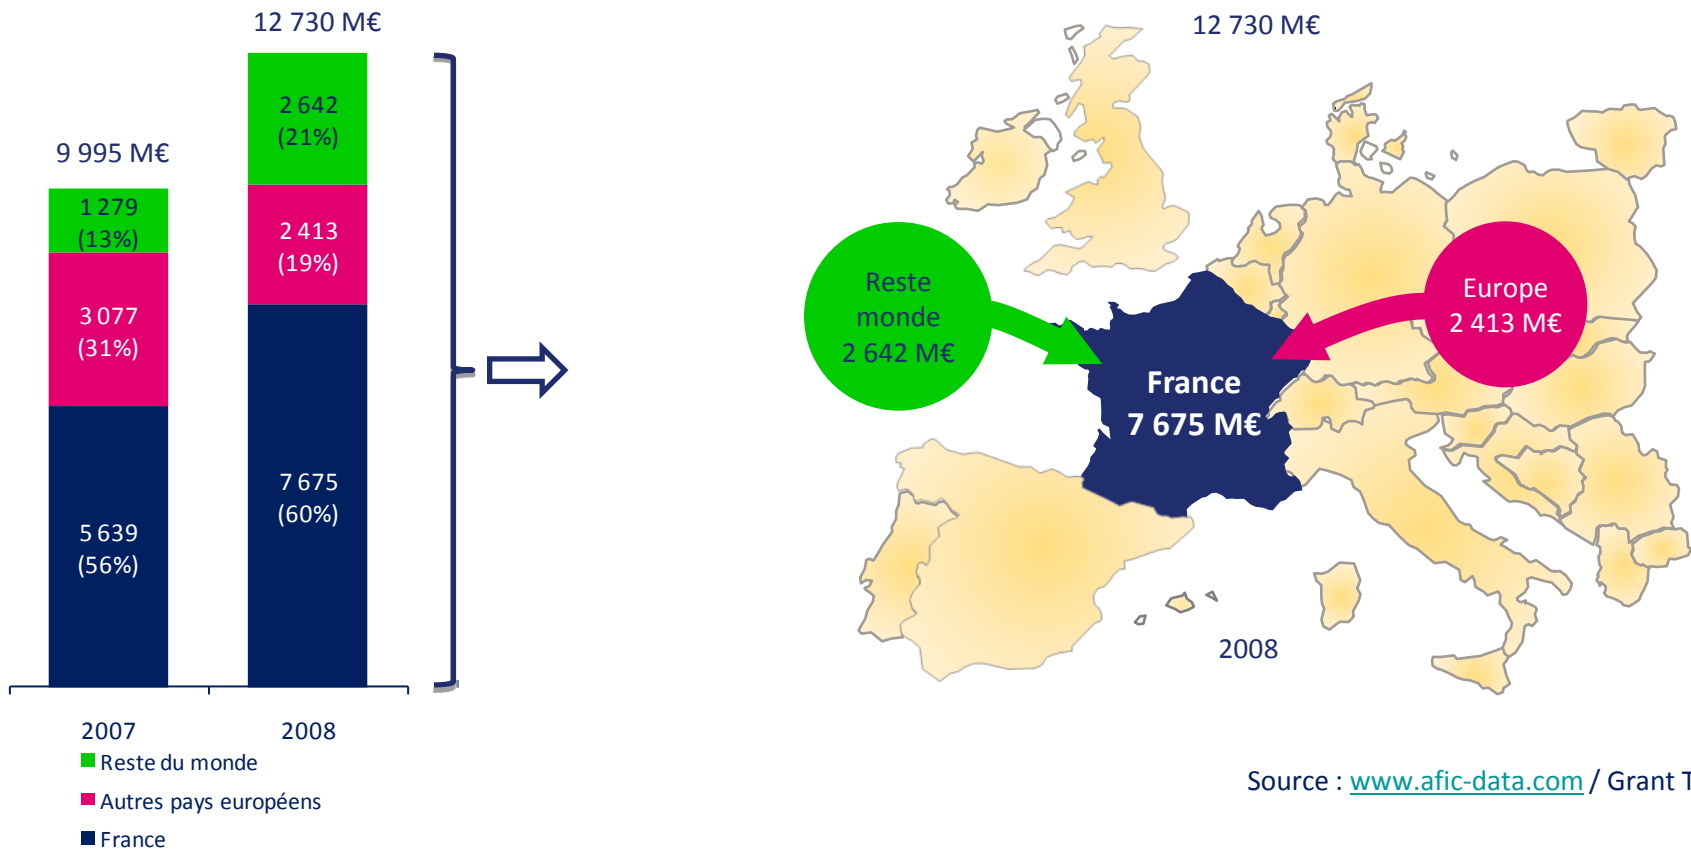 12 730 M€
2 642
(21%)
9 995 M€
1 279
(13%)
2 413
(19%)
3 077
(31%)
7 675
(60%)
5 639
(56%)
2007
2008
Reste du monde
Autres pays européens
France
12 730 M€
Reste
monde
2 642 M€
Europe
2 413 M€
France
7 675 M€
2008
Source : www.afic-data.com / Grant T